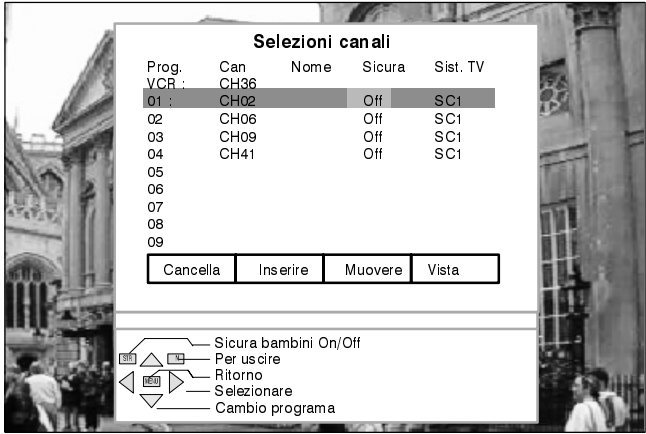 Selezioni canali
Prog. Can Nome Sicura Sist. TV
VCR : CH36
01 : CH02 Off SC1
02 CH06 Off SC1
03 CH09 Off SC1
04 CH41 Off SC1
05
06
07
08
09
Cancella Inserire Muovere Vista
Sicura bambini On/Off
STR N Per uscire
Ritorno
MENU
Selezionare
Cambio programa